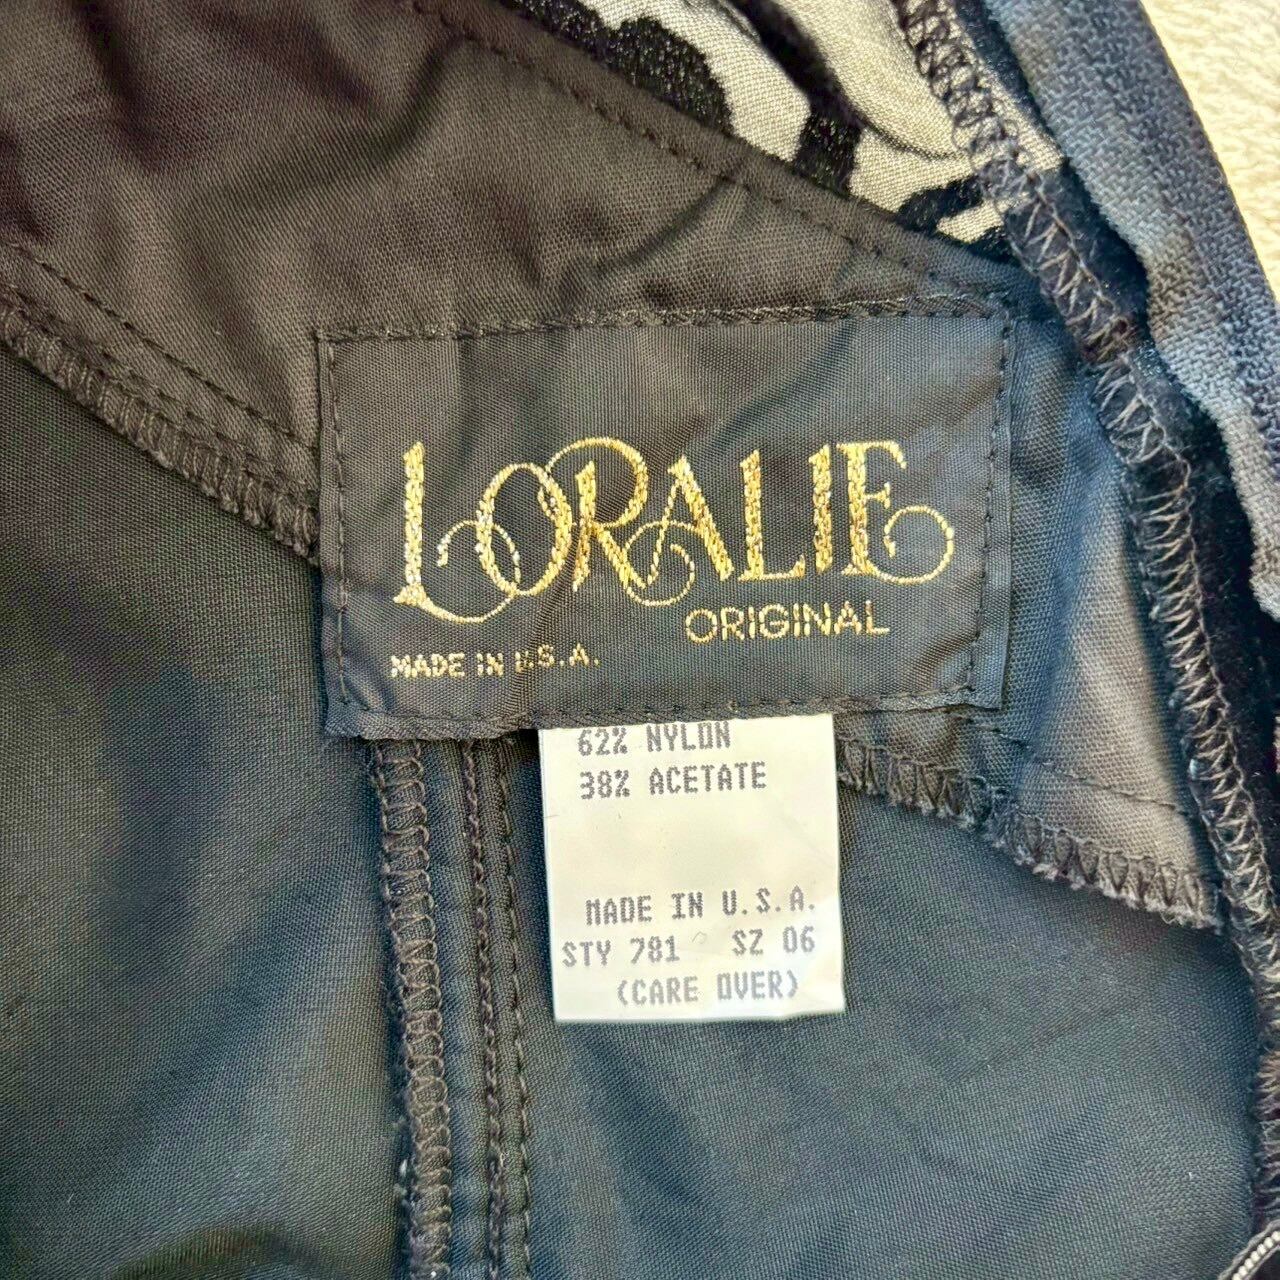 LORALIE
ORIGINAL
MADE IN U.S.A.
62% NYLON
38% ACETATE
MADE IN U.S.A.
STY 781 SZ 06
(CARE OVER)